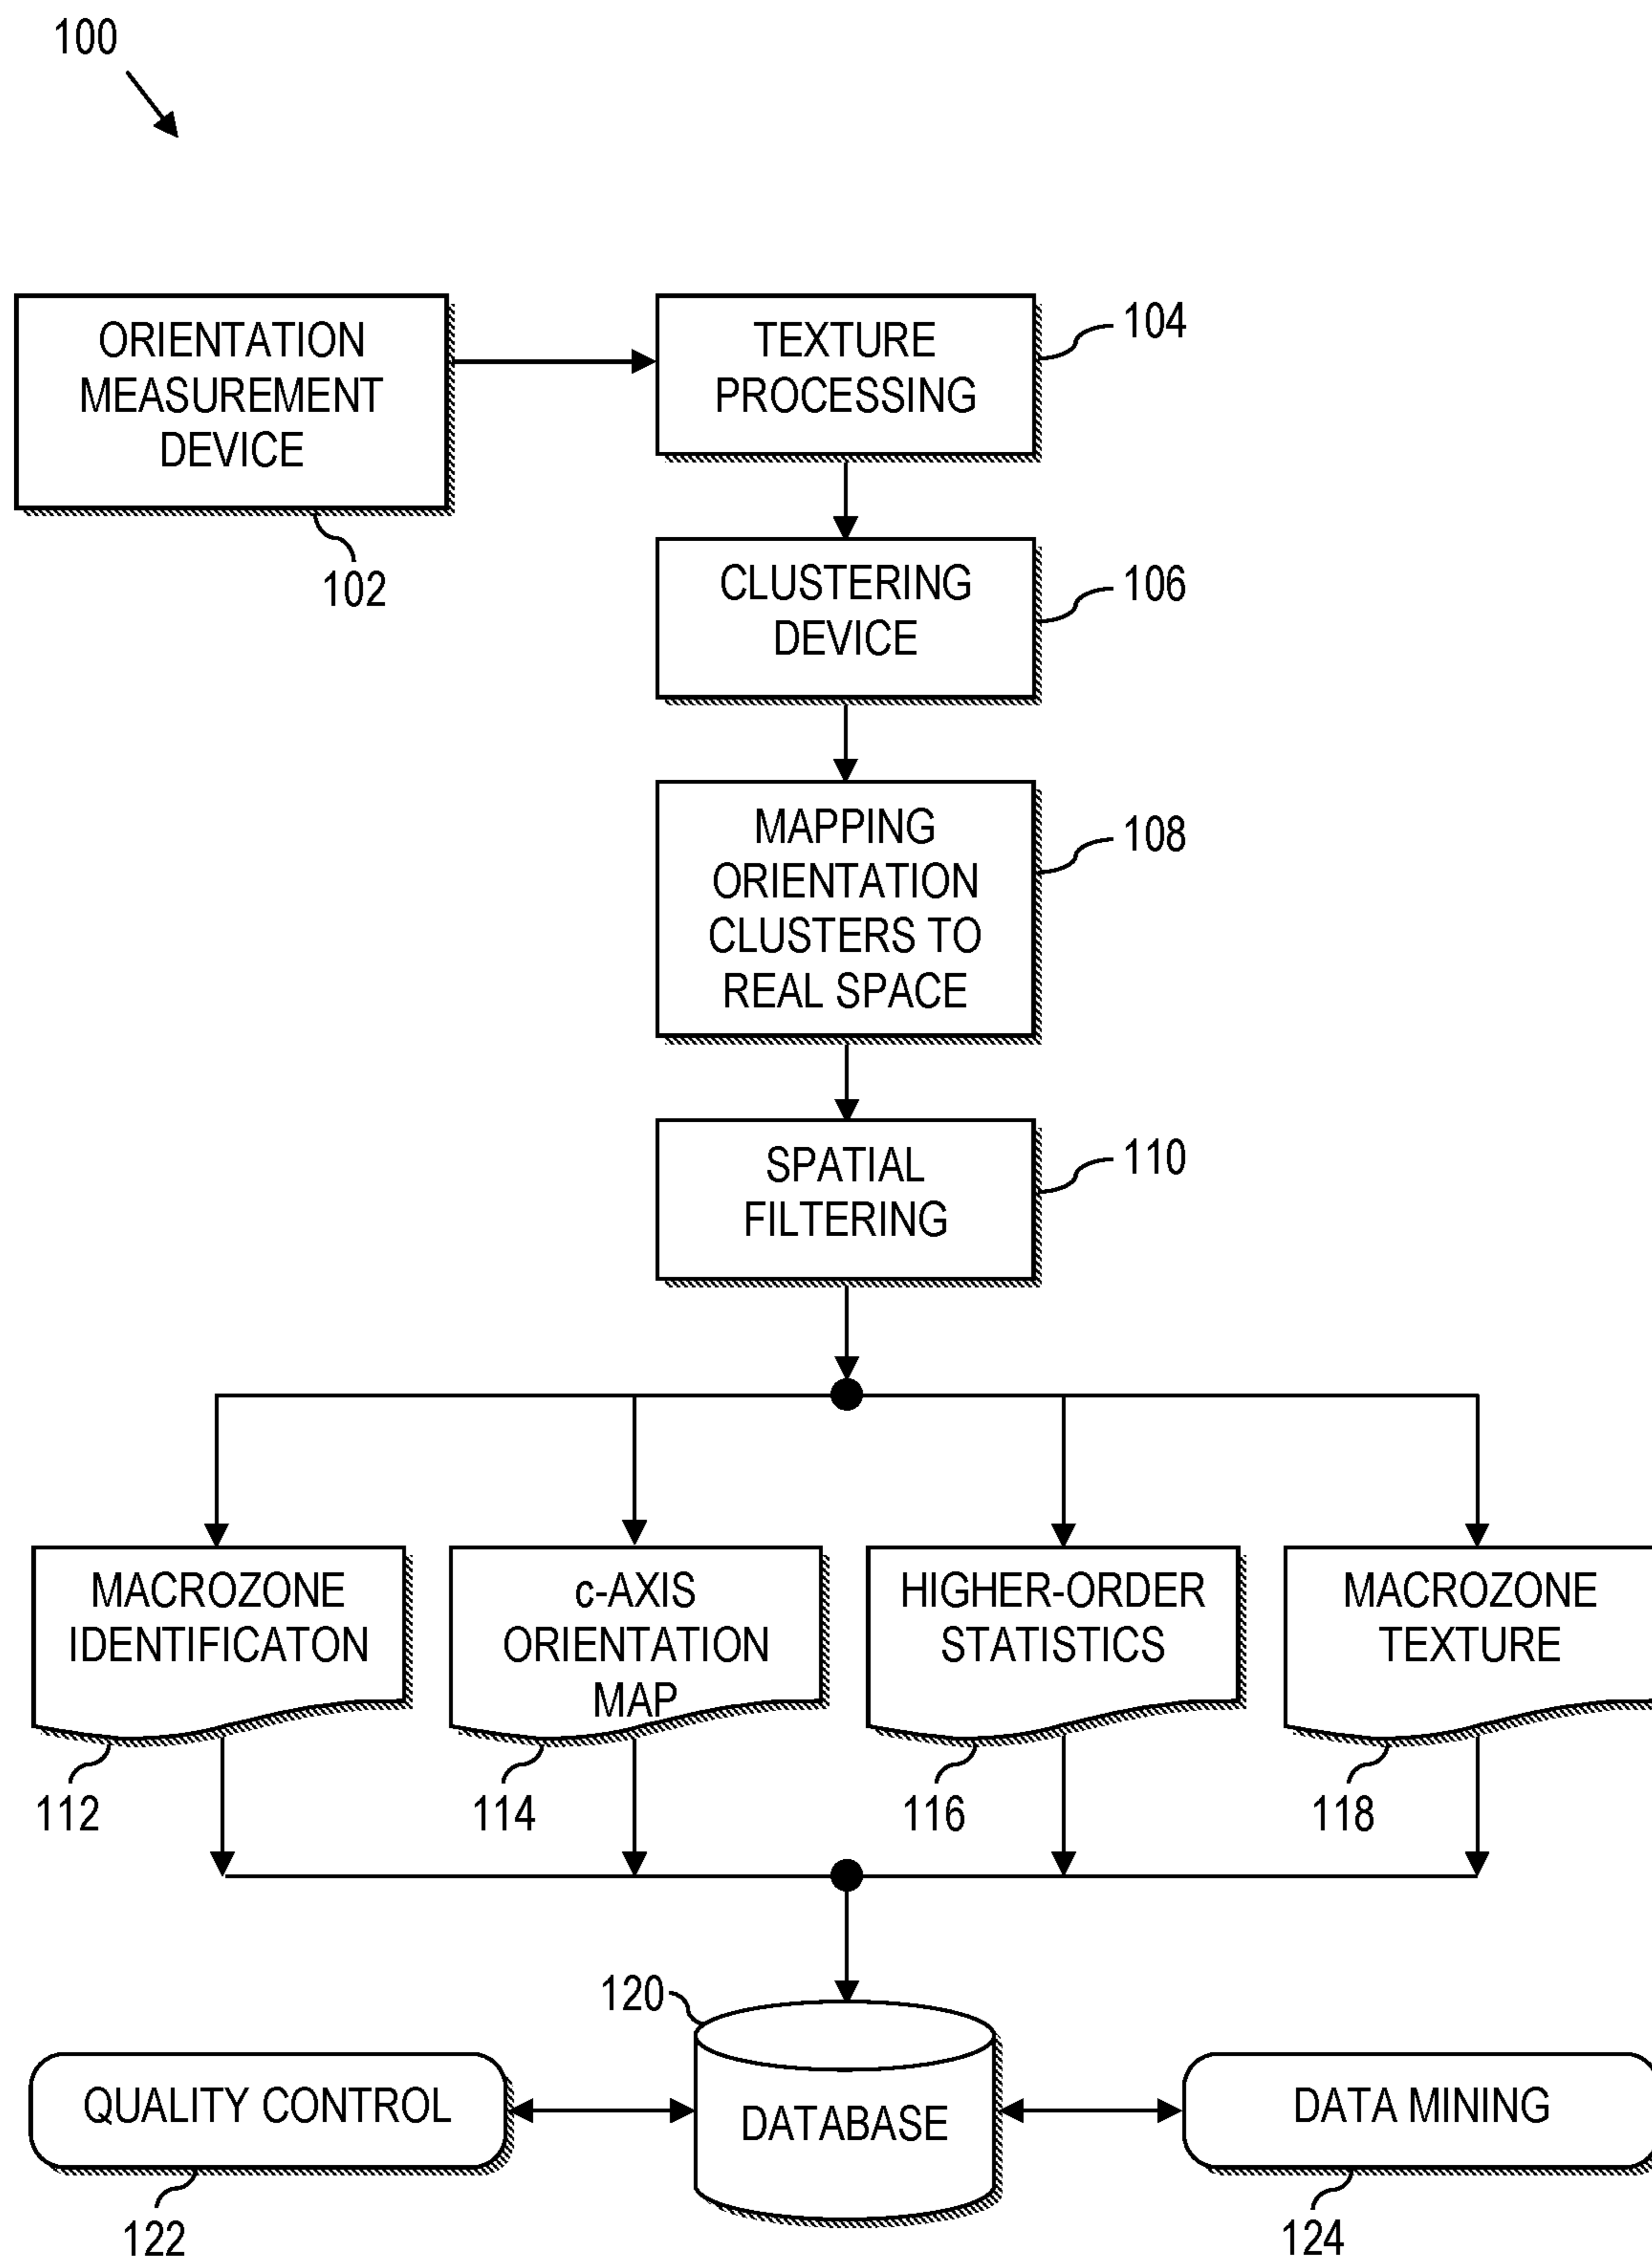 100
ORIENTATION
MEASUREMENT
DEVICE
102
TEXTURE
PROCESSING
104
CLUSTERING
DEVICE
106
MAPPING
ORIENTATION
CLUSTERS TO
REAL SPACE
108
SPATIAL
FILTERING
110
MACROZONE
IDENTIFICATON
112
c-AXIS
ORIENTATION
MAP
114
HIGHER-ORDER
STATISTICS
116
MACROZONE
TEXTURE
118
120
DATABASE
QUALITY CONTROL
122
DATA MINING
124